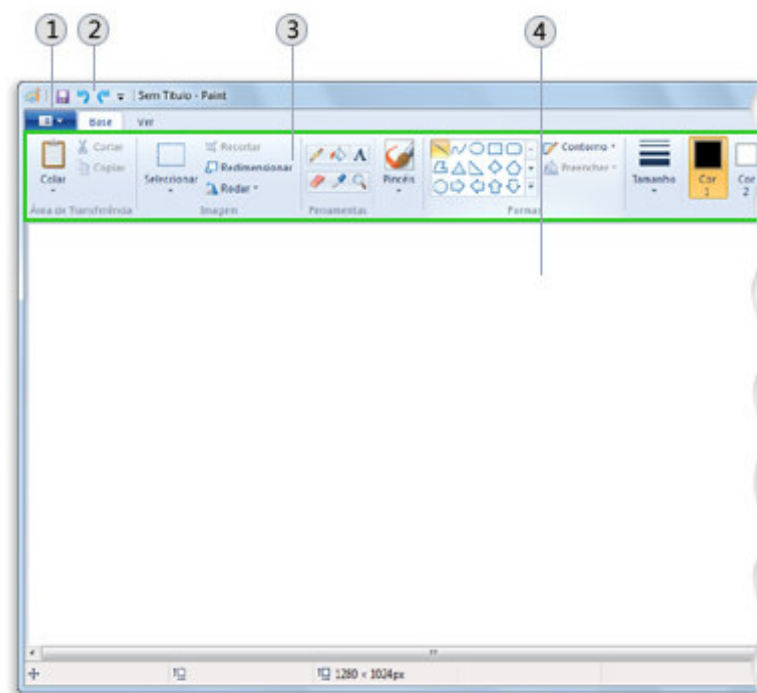 1 2 3 4
Sem Título - Paint
Base Ver
Colar
Cortar
Copiar
Área de Transferência
Selecionar
Recortar
Redimensionar
Rodar
Imagem
A
Ferramentas
Pincéis
Formas
Contorno
Preencher
Tamanho
Cor
1
Cor
2
1280 × 1024px